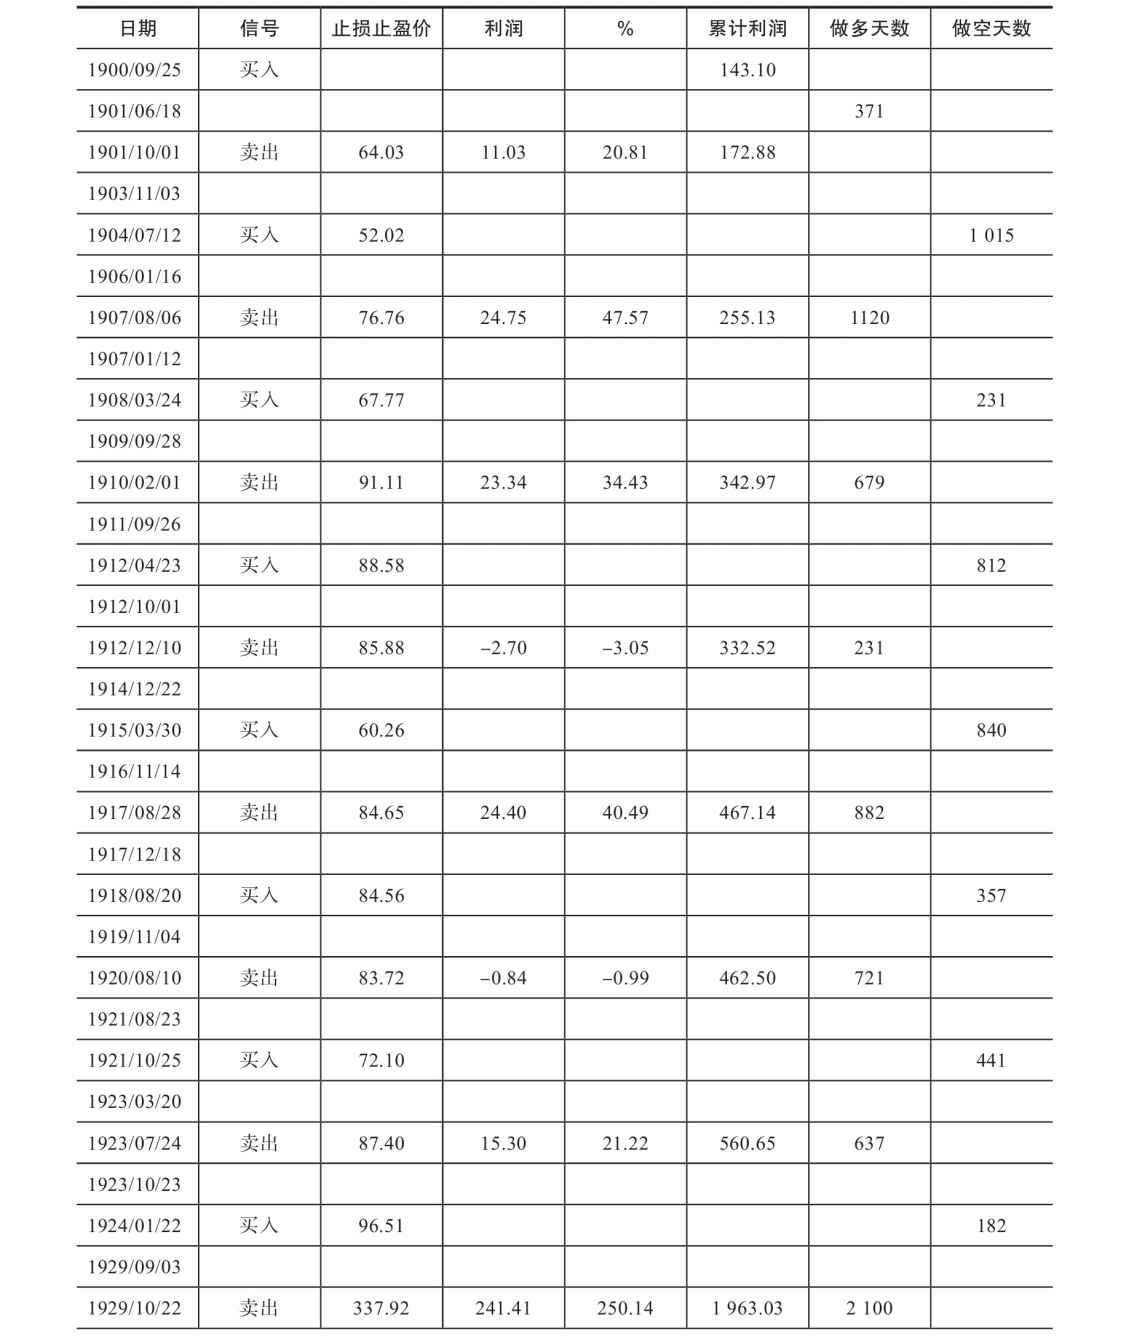 日期 信号 止损止盈价 利润 % 累计利润 做多天数 做空天数
1900/09/25 买入 143.10
1901/06/18 371
1901/10/01 卖出 64.03 11.03 20.81 172.88
1903/11/03
1904/07/12 买入 52.02 1 015
1906/01/16
1907/08/06 卖出 76.76 24.75 47.57 255.13 1120
1907/01/12
1908/03/24 买入 67.77 231
1909/09/28
1910/02/01 卖出 91.11 23.34 34.43 342.97 679
1911/09/26
1912/04/23 买入 88.58 812
1912/10/01
1912/12/10 卖出 85.88 –2.70 –3.05 332.52 231
1914/12/22
1915/03/30 买入 60.26 840
1916/11/14
1917/08/28 卖出 84.65 24.40 40.49 467.14 882
1917/12/18
1918/08/20 买入 84.56 357
1919/11/04
1920/08/10 卖出 83.72 –0.84 –0.99 462.50 721
1921/08/23
1921/10/25 买入 72.10 441
1923/03/20
1923/07/24 卖出 87.40 15.30 21.22 560.65 637
1923/10/23
1924/01/22 买入 96.51 182
1929/09/03
1929/10/22 卖出 337.92 241.41 250.14 1 963.03 2 100